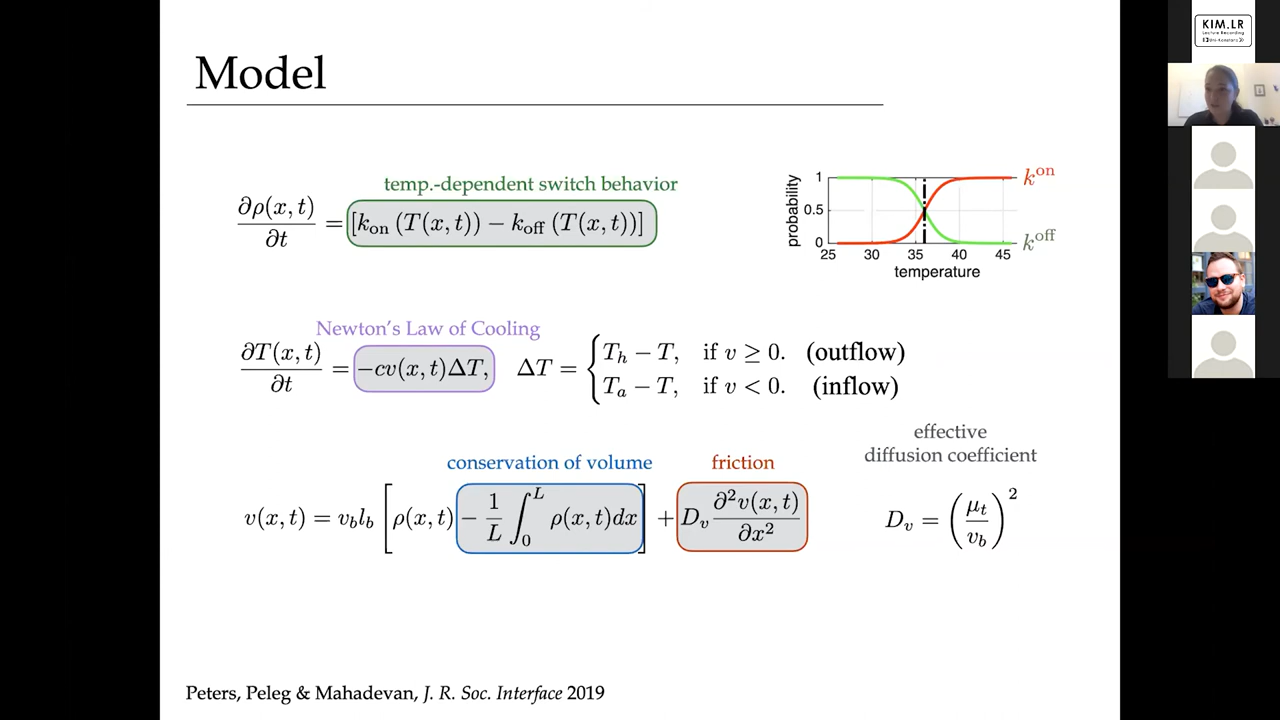 Model
temp.-dependent switch behavior
∂ρ(x, t)/∂t = [k_on (T(x, t)) − k_off (T(x, t))]
probability
1
0.5
0
25 30 35 40 45
temperature
k^on
k^off
Newton's Law of Cooling
∂T(x, t)/∂t = −cv(x, t)ΔT, ΔT = { T_h − T, if v ≥ 0. (outflow)
T_a − T, if v < 0. (inflow)
effective
diffusion coefficient
conservation of volume
friction
v(x, t) = v_b l_b [ρ(x, t) − 1/L ∫_0^L ρ(x, t)dx] + D_v ∂²v(x, t)/∂x²
D_v = (μ_t/v_b)^2
Peters, Peleg & Mahadevan, J. R. Soc. Interface 2019
KIM.LR
Lecture Recording